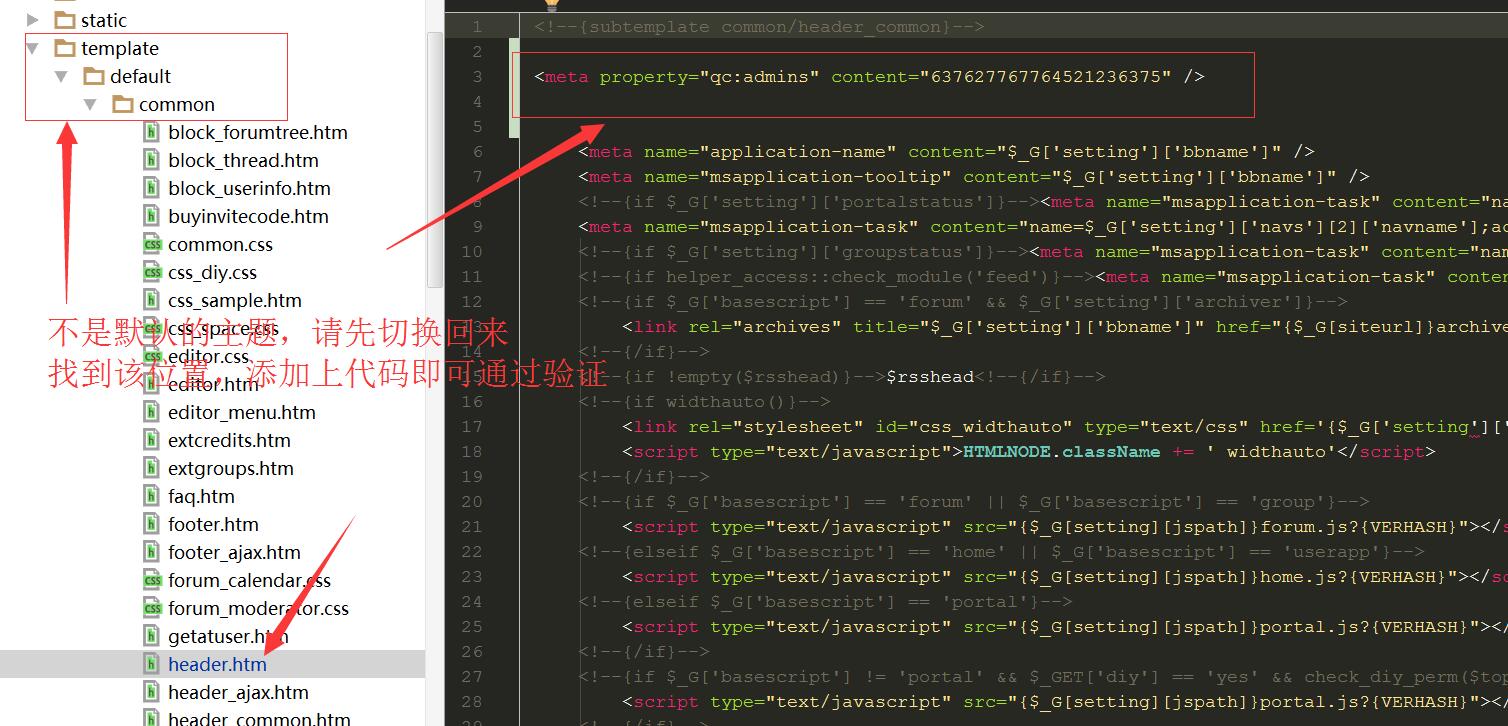 static
template
default
common
block_forumtree.htm
block_thread.htm
block_userinfo.htm
buyinvitecode.htm
common.css
css_diy.css
css_sample.htm
css_space.css
editor.css
editor.htm
editor_menu.htm
extcredits.htm
extgroups.htm
faq.htm
footer.htm
footer_ajax.htm
forum_calendar.css
forum_moderator.css
getatuser.htm
header.htm
header_ajax.htm
header_common.htm
不是默认的主题，请先切换回来
找到该位置，添加上代码即可通过验证
1 <!--{subtemplate common/header_common}-->
2
3 <meta property="qc:admins" content="637627767764521236375" />
4
5
6 <meta name="application-name" content="$_G['setting']['bbname']" />
7 <meta name="msapplication-tooltip" content="$_G['setting']['bbname']" />
8 <!--{if $_G['setting']['portalstatus']}--><meta name="msapplication-task" content="na
9 <meta name="msapplication-task" content="name=$_G['setting']['navs'][2]['navname'];ac
10 <!--{if $_G['setting']['groupstatus']}--><meta name="msapplication-task" content="nam
11 <!--{if helper_access::check_module('feed')}--><meta name="msapplication-task" conten
12 <!--{if $_G['basescript'] == 'forum' && $_G['setting']['archiver']}-->
13 <link rel="archives" title="$_G['setting']['bbname']" href="{$_G[siteurl]}archive
14 <!--{/if}-->
15 <!--{if !empty($rsshead)}-->$rsshead<!--{/if}-->
16 <!--{if widthauto()}-->
17 <link rel="stylesheet" id="css_widthauto" type="text/css" href='{$_G['setting']['
18 <script type="text/javascript">HTMLNODE.className += ' widthauto'</script>
19 <!--{/if}-->
20 <!--{if $_G['basescript'] == 'forum' || $_G['basescript'] == 'group'}-->
21 <script type="text/javascript" src="{$_G[setting][jspath]}forum.js?{VERHASH}"></s
22 <!--{elseif $_G['basescript'] == 'home' || $_G['basescript'] == 'userapp'}-->
23 <script type="text/javascript" src="{$_G[setting][jspath]}home.js?{VERHASH}"></sc
24 <!--{elseif $_G['basescript'] == 'portal'}-->
25 <script type="text/javascript" src="{$_G[setting][jspath]}portal.js?{VERHASH}"></
26 <!--{/if}-->
27 <!--{if $_G['basescript'] != 'portal' && $_GET['diy'] == 'yes' && check_diy_perm($top
28 <script type="text/javascript" src="{$_G[setting][jspath]}portal.js?{VERHASH}"></